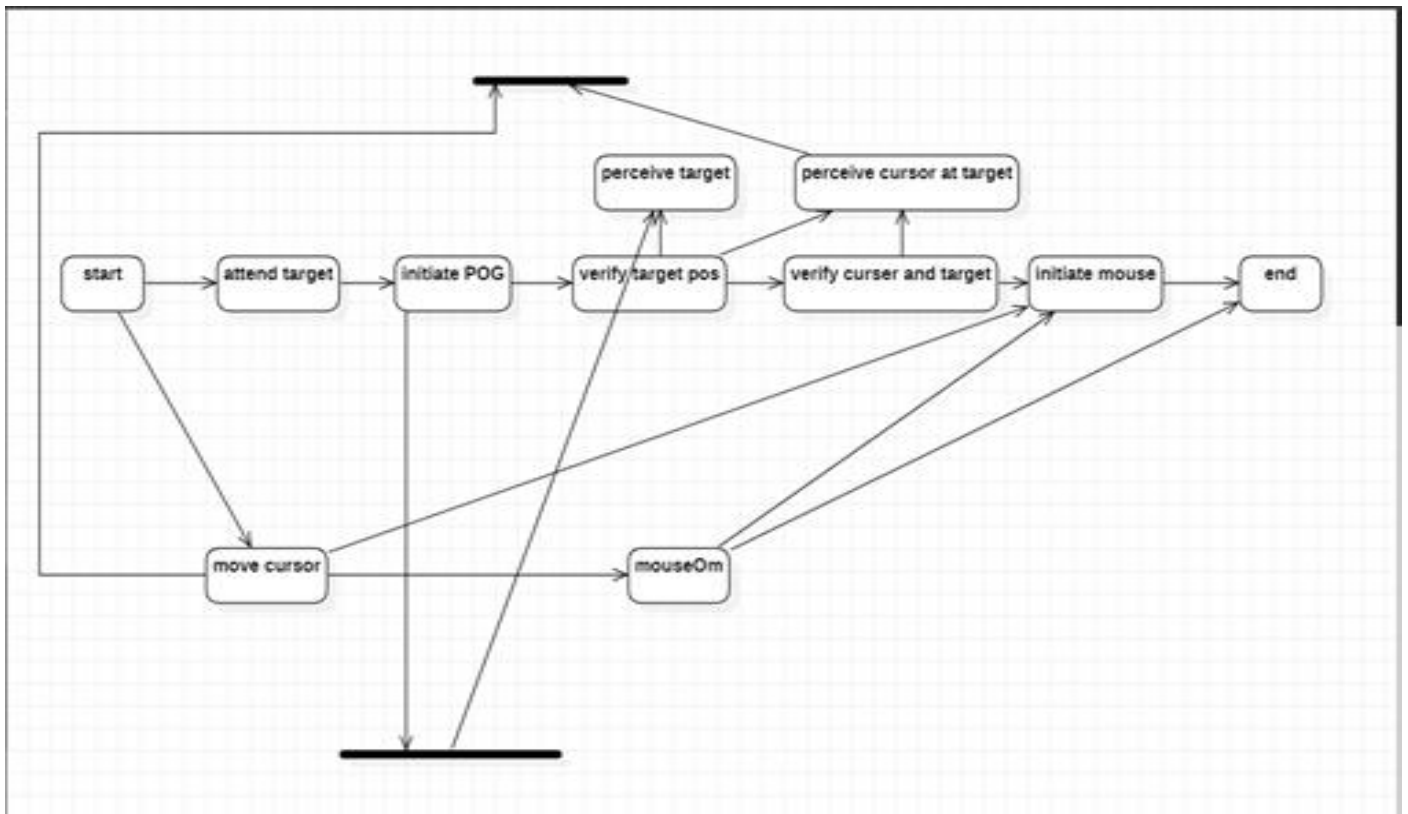 perceive target
perceive cursor at target
start
attend target
initiate POG
verify target pos
verify curser and target
initiate mouse
end
move cursor
mouseOm